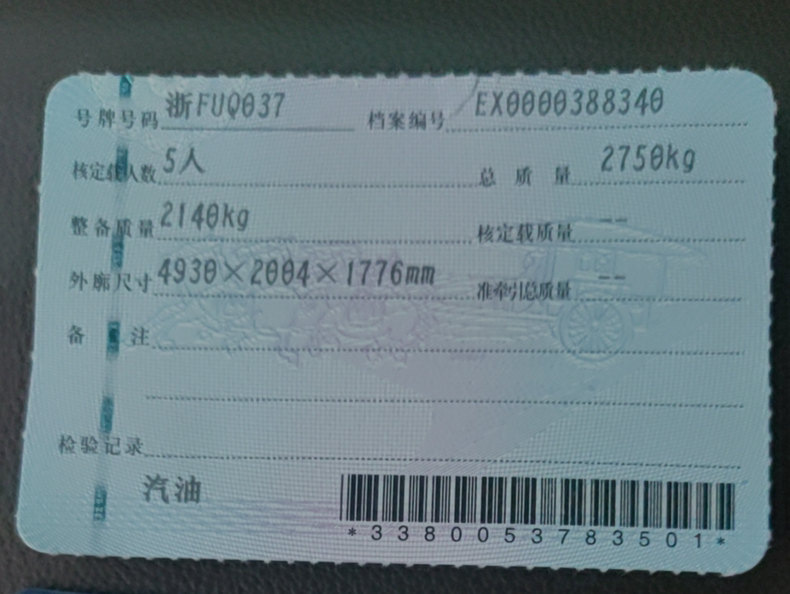 号牌号码 浙FUQ037 档案编号 EX0000388340
核定载人数 5人 总质量 2750kg
整备质量 2140kg 核定载质量 --
外廓尺寸 4930×2004×1776mm 准牵引总质量 --
备注
检验记录
汽油
*3380053783501*